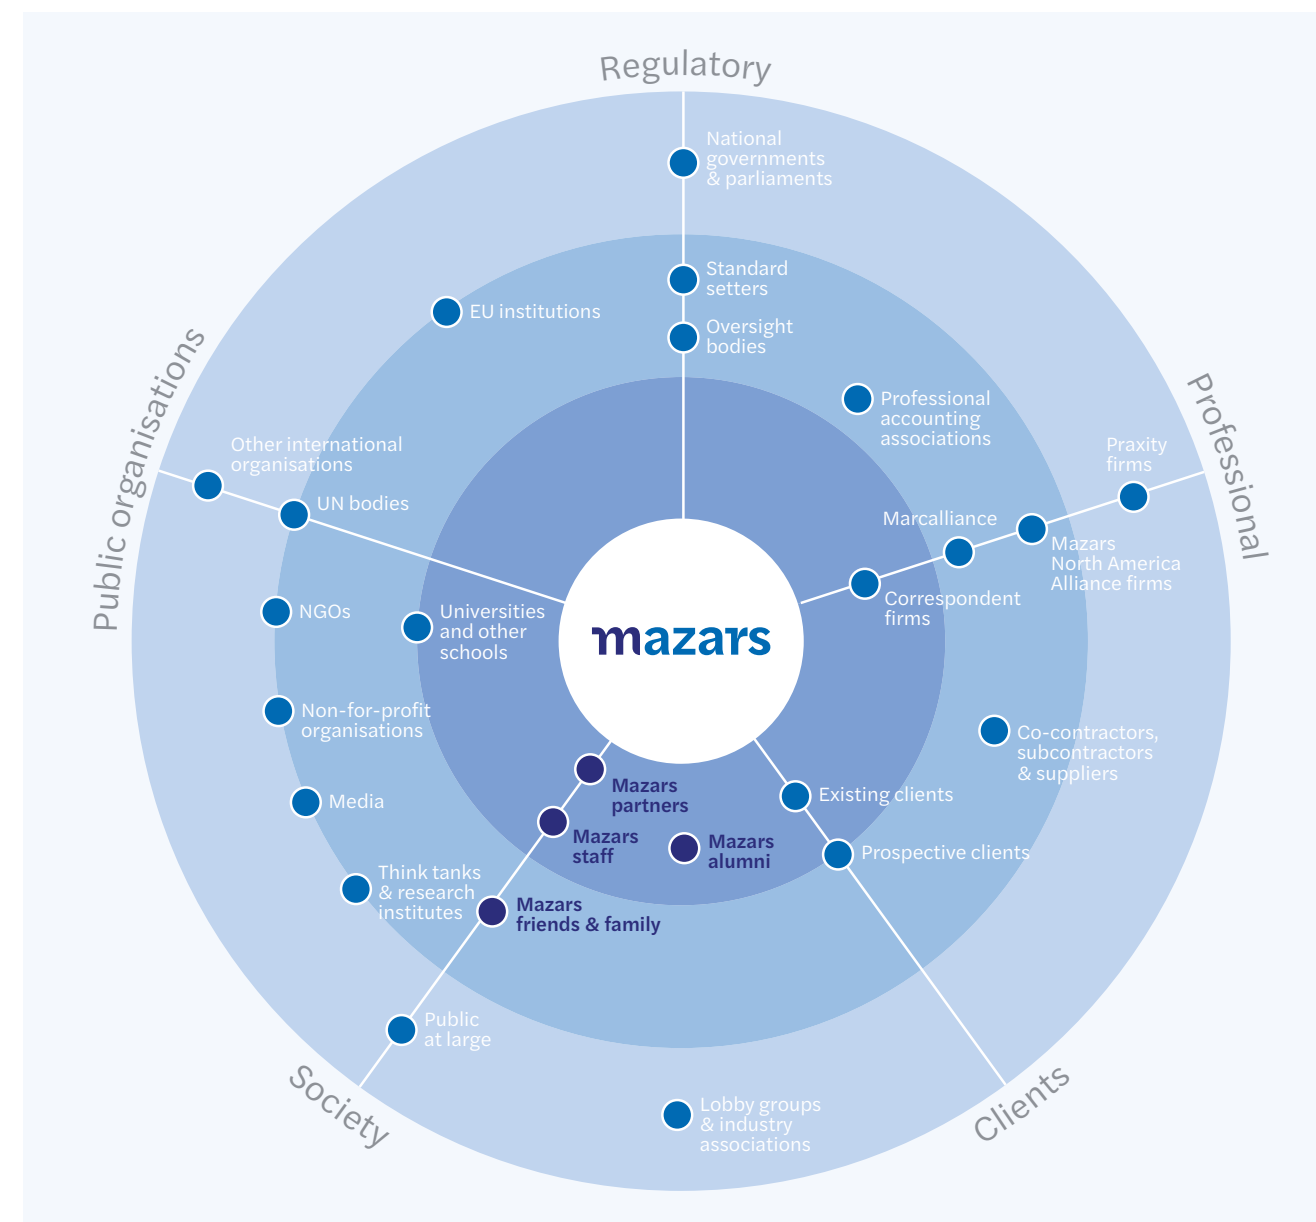 Regulatory
National
governments
& parliaments
Standard
setters
EU institutions
Oversight
bodies
Public organisations
Professional
Professional
accounting
associations
Other international
organisations
Praxity
firms
UN bodies
Marcalliance
Mazars
North America
Alliance firms
NGOs
Universities
and other
schools
Correspondent
firms
mazars
Non-for-profit
organisations
Co-contractors,
subcontractors
& suppliers
Media
Mazars
partners
Existing clients
Mazars
staff
Mazars
alumni
Prospective clients
Think tanks
& research
institutes
Mazars
friends & family
Public
at large
Society
Clients
Lobby groups
& industry
associations